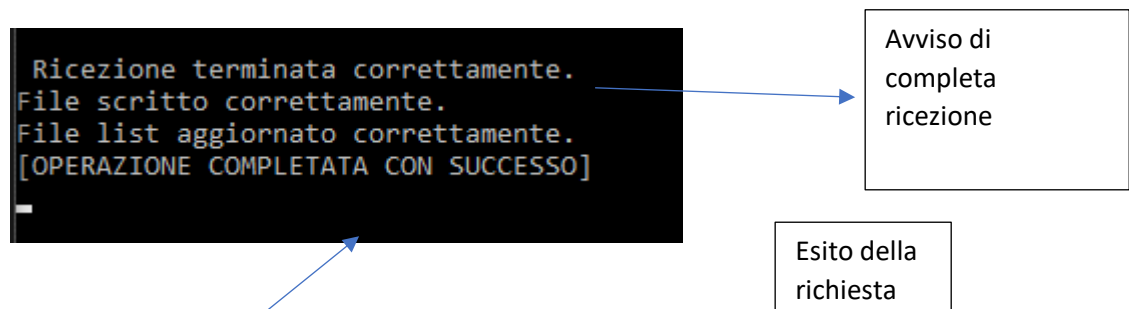 Ricezione terminata correttamente.
File scritto correttamente.
File list aggiornato correttamente.
[OPERAZIONE COMPLETATA CON SUCCESSO]
Avviso di
completa
ricezione
Esito della
richiesta